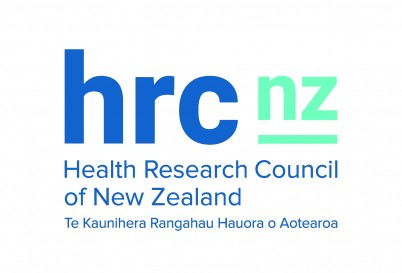 hrc nz
Health Research Council
of New Zealand
Te Kaunihera Rangahau Hauora o Aotearoa